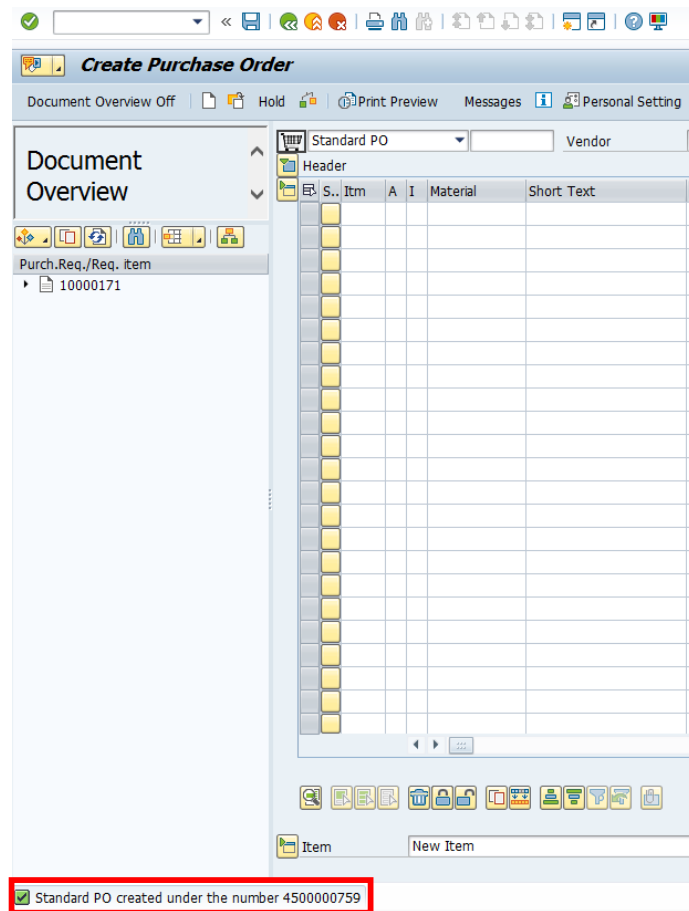 Create Purchase Order
Document Overview Off Hold Print Preview Messages Personal Setting
Standard PO Vendor
Header
Document
Overview
S.. Itm A I Material Short Text
Purch.Req./Req. item
10000171
Item New Item
Standard PO created under the number 4500000759